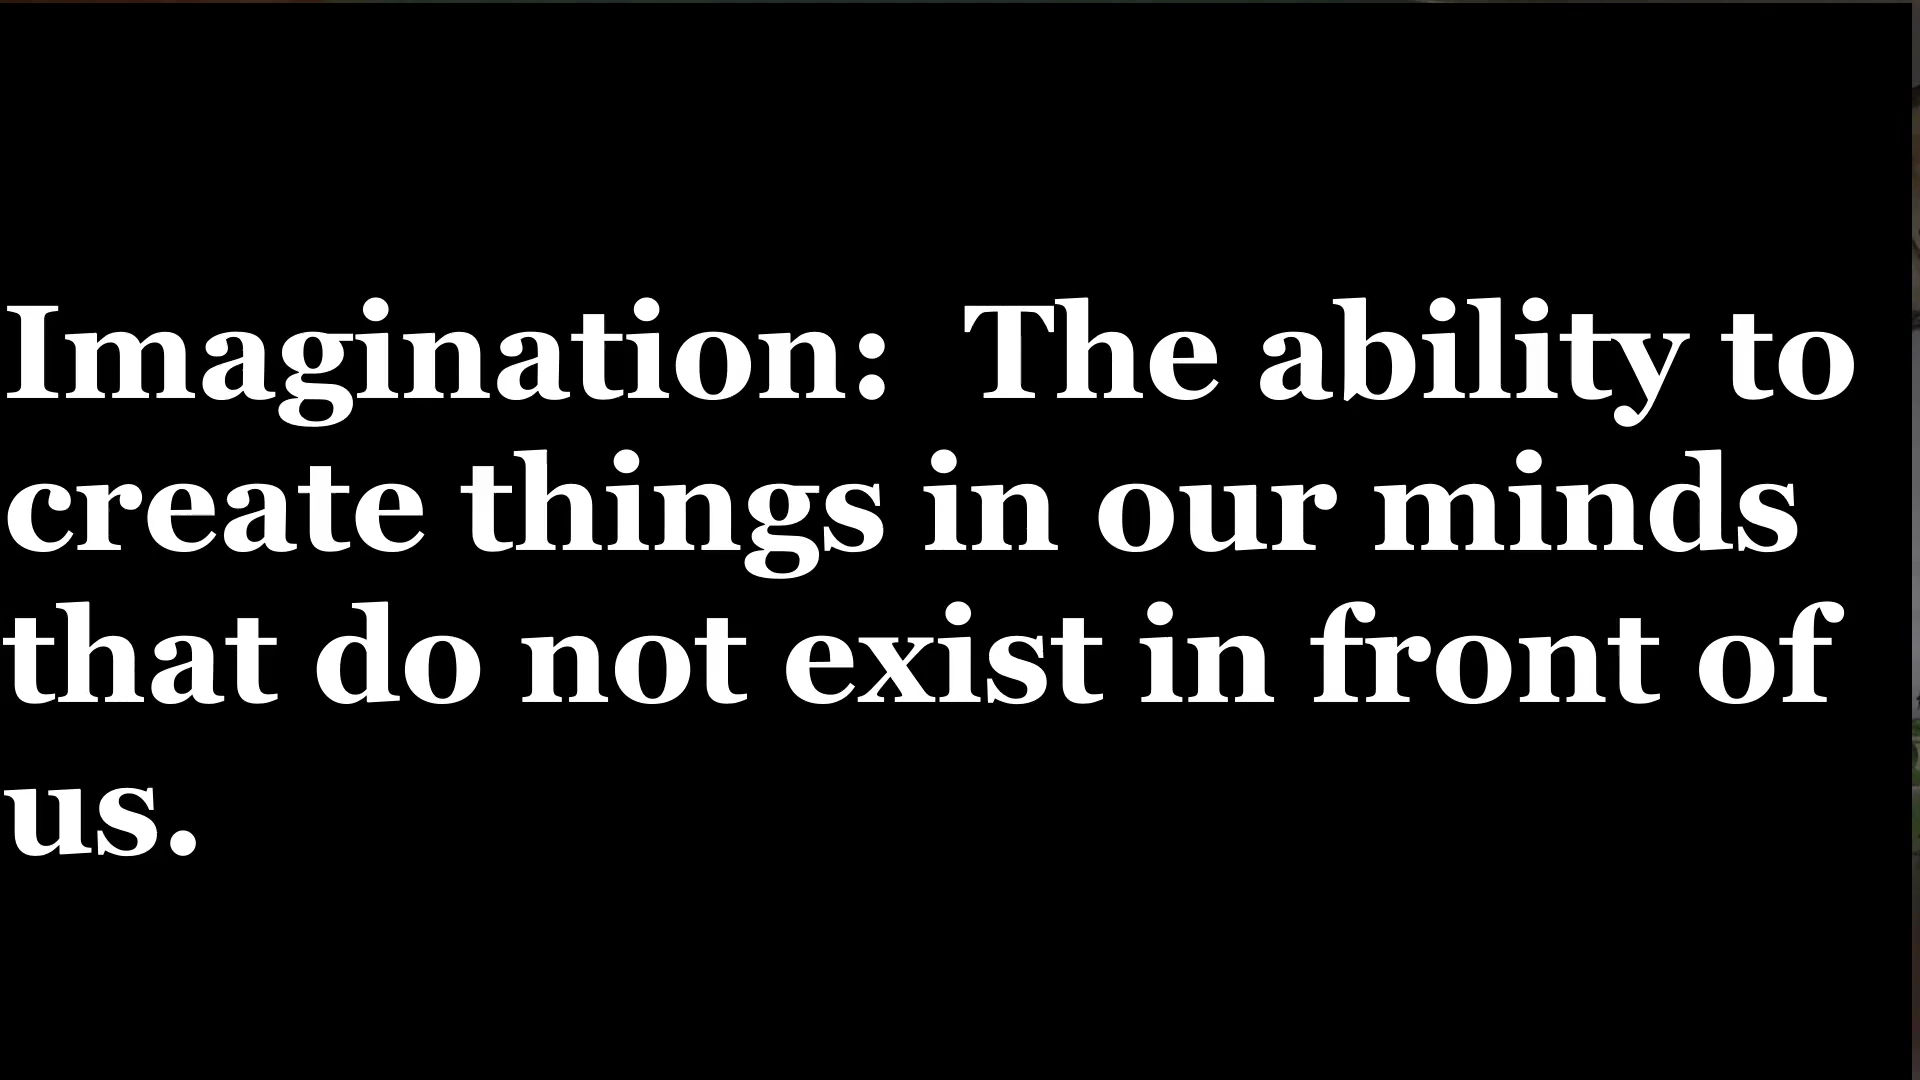 Imagination:  The ability to
create things in our minds
that do not exist in front of
us.